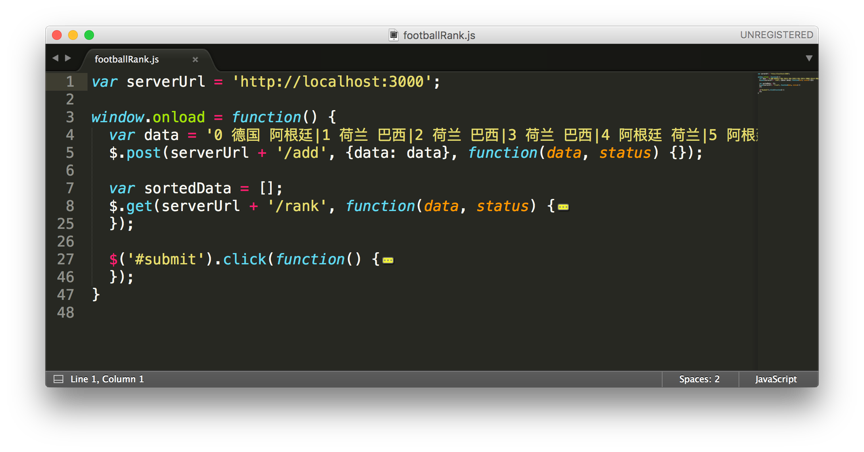 footballRank.js
UNREGISTERED
footballRank.js
1 var serverUrl = 'http://localhost:3000';
2
3 window.onload = function() {
4 var data = '0 德国 阿根廷|1 荷兰 巴西|2 荷兰 巴西|3 荷兰 巴西|4 阿根廷 荷兰|5 阿根
5 $.post(serverUrl + '/add', {data: data}, function(data, status) {});
6
7 var sortedData = [];
8 $.get(serverUrl + '/rank', function(data, status) {
25 });
26
27 $('#submit').click(function() {
46 });
47 }
48
Line 1, Column 1
Spaces: 2
JavaScript